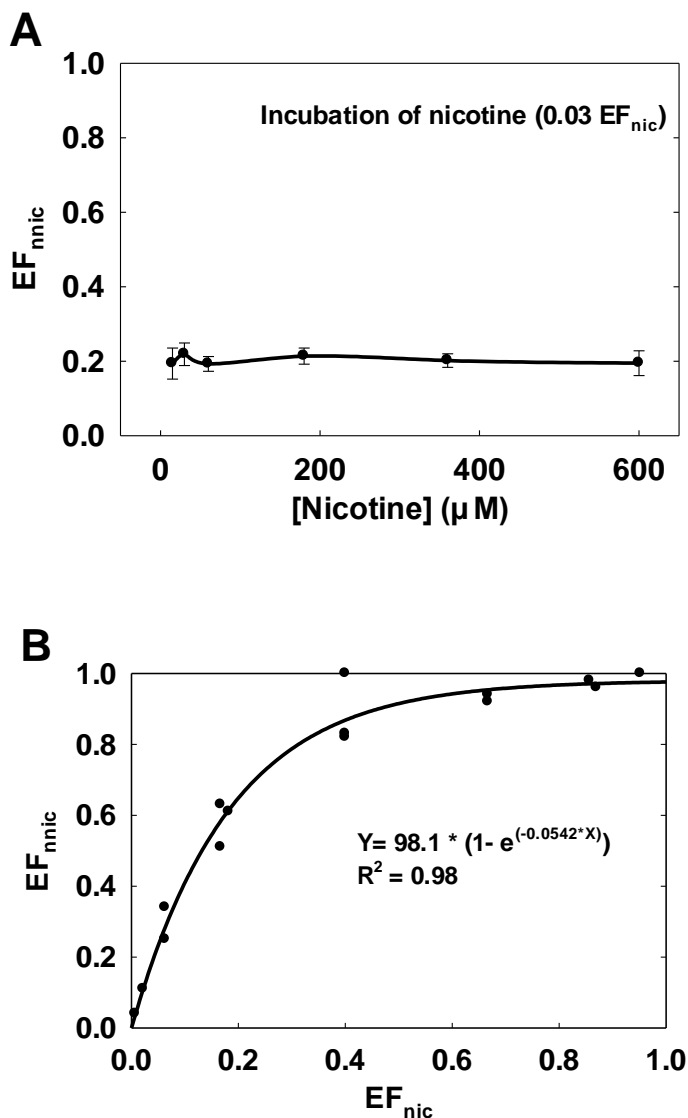 A
1.0
0.8
0.6
0.4
0.2
0.0
EFnnic
Incubation of nicotine (0.03 EFnic)
0 200 400 600
[Nicotine] (μM)
B
1.0
0.8
0.6
0.4
0.2
0.0
EFnnic
Y= 98.1 * (1- e(-0.0542*X))
R2 = 0.98
0.0 0.2 0.4 0.6 0.8 1.0
EFnic